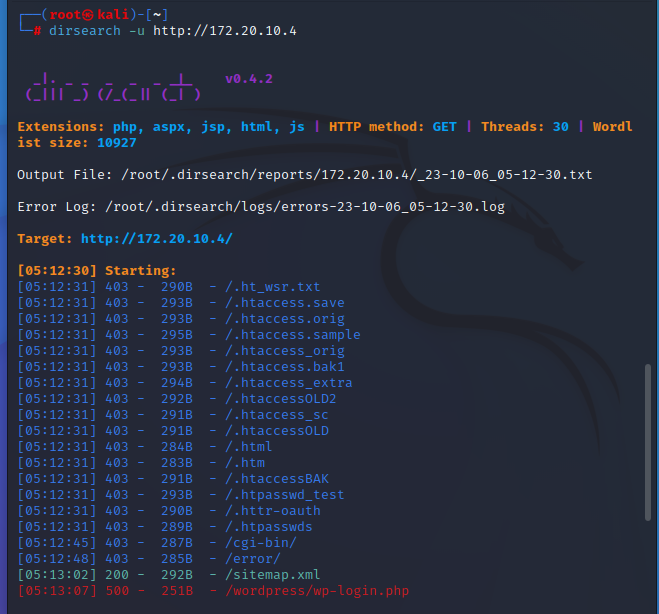 (root㉿kali)-[~]
# dirsearch -u http://172.20.10.4
_|. _ _  _  _  _ _|_    v0.4.2
(_||| _) (/_(_|| (_| )
Extensions: php, aspx, jsp, html, js | HTTP method: GET | Threads: 30 | Wordl
ist size: 10927
Output File: /root/.dirsearch/reports/172.20.10.4/_23-10-06_05-12-30.txt
Error Log: /root/.dirsearch/logs/errors-23-10-06_05-12-30.log
Target: http://172.20.10.4/
[05:12:30] Starting:
[05:12:31] 403 -  290B  - /.ht_wsr.txt
[05:12:31] 403 -  293B  - /.htaccess.save
[05:12:31] 403 -  293B  - /.htaccess.orig
[05:12:31] 403 -  295B  - /.htaccess.sample
[05:12:31] 403 -  293B  - /.htaccess_orig
[05:12:31] 403 -  293B  - /.htaccess.bak1
[05:12:31] 403 -  294B  - /.htaccess_extra
[05:12:31] 403 -  292B  - /.htaccessOLD2
[05:12:31] 403 -  291B  - /.htaccess_sc
[05:12:31] 403 -  291B  - /.htaccessOLD
[05:12:31] 403 -  284B  - /.html
[05:12:31] 403 -  283B  - /.htm
[05:12:31] 403 -  291B  - /.htaccessBAK
[05:12:31] 403 -  293B  - /.htpasswd_test
[05:12:31] 403 -  290B  - /.httr-oauth
[05:12:31] 403 -  289B  - /.htpasswds
[05:12:45] 403 -  287B  - /cgi-bin/
[05:12:48] 403 -  285B  - /error/
[05:13:02] 200 -  292B  - /sitemap.xml
[05:13:07] 500 -  251B  - /wordpress/wp-login.php